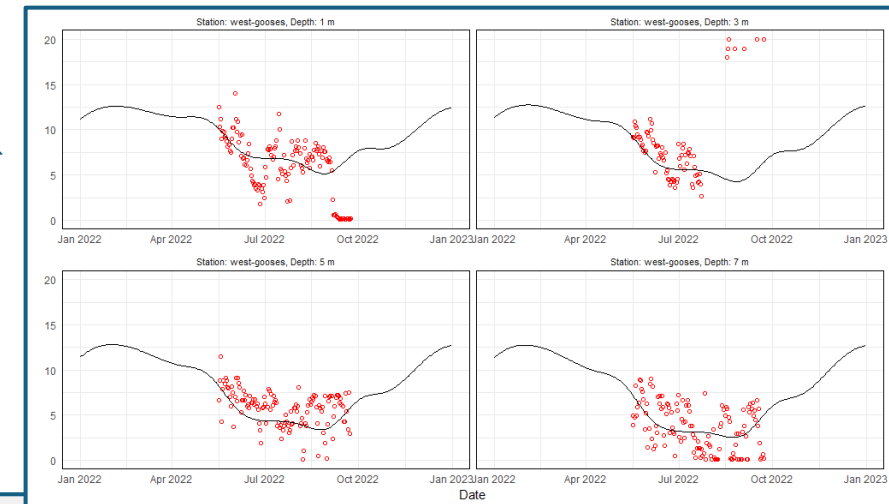 Station: west-gooses, Depth: 1 m
Station: west-gooses, Depth: 3 m
20
15
10
5
0
Jan 2022 Apr 2022 Jul 2022 Oct 2022 Jan 2023
Jan 2022 Apr 2022 Jul 2022 Oct 2022 Jan 2023
Station: west-gooses, Depth: 5 m
Station: west-gooses, Depth: 7 m
20
15
10
5
0
Jan 2022 Apr 2022 Jul 2022 Oct 2022 Jan 2023
Jan 2022 Apr 2022 Jul 2022 Oct 2022 Jan 2023
Date